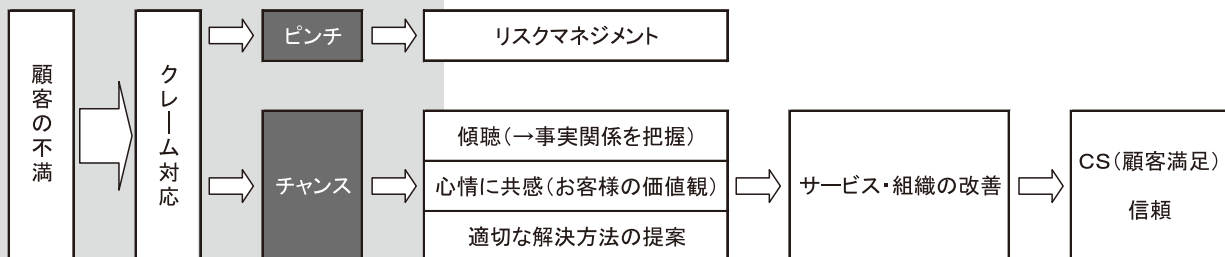 顧客の不満
クレーム対応
ピンチ
リスクマネジメント
チャンス
傾聴(→事実関係を把握)
心情に共感(お客様の価値観)
適切な解決方法の提案
サービス・組織の改善
CS(顧客満足)
信頼